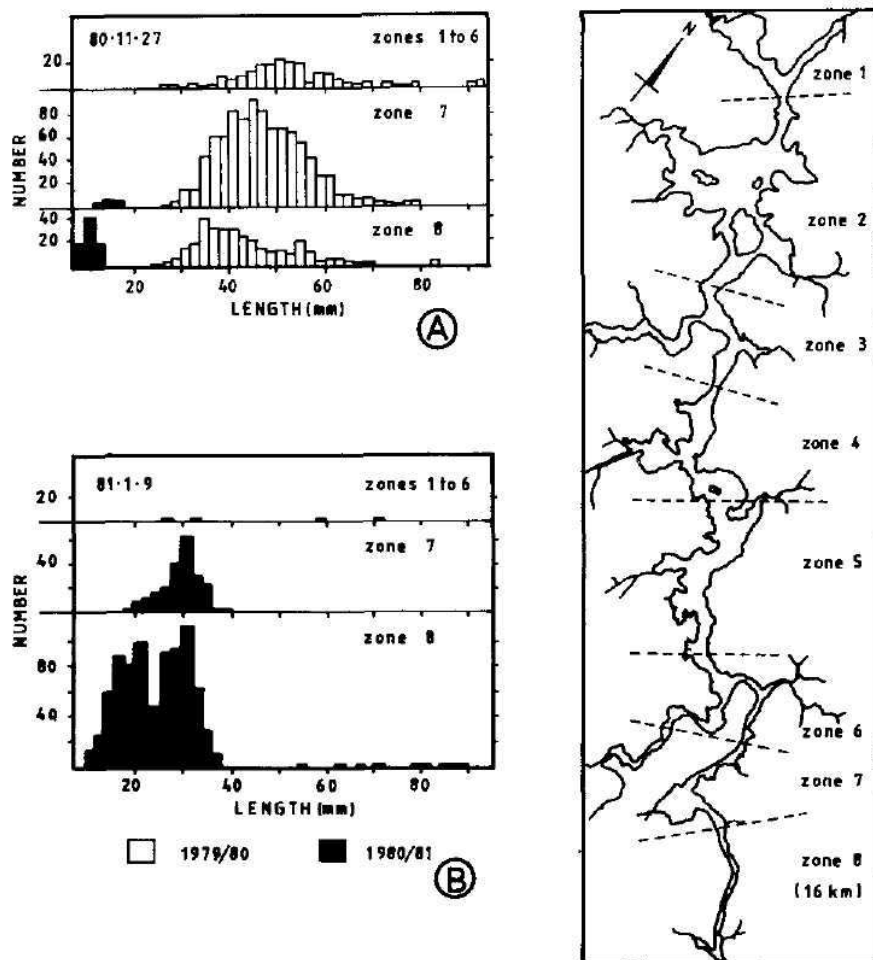 80·11·27 zones 1 to 6
20
zone 7
80
60
40
20
zone 8
40
20
NUMBER
20 40 60 80
LENGTH(mm)
A
81·1·9 zones 1 to 6
20
zone 7
40
zone 8
80
40
NUMBER
20 40 60 80
LENGTH(mm)
1979/80 1980/81
B
N
zone 1
zone 2
zone 3
zone 4
zone 5
zone 6
zone 7
zone 8
(16 km)